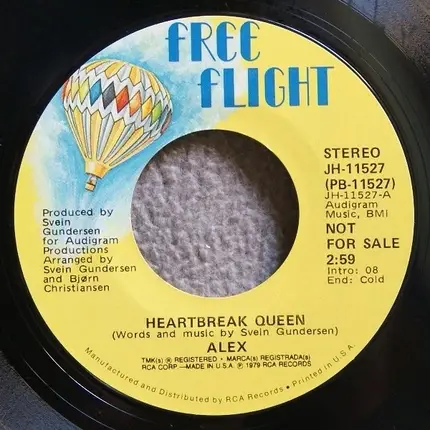 FREE
FLIGHT
STEREO
JH-11527
(PB-11527)
JH-11527-A
Audigram
Music, BMI
NOT
FOR SALE
2:59
Intro: 08
End: Cold
Produced by
Svein
Gundersen
for Audigram
Productions
Arranged by
Svein Gundersen
and Bjørn
Christiansen
HEARTBREAK QUEEN
(Words and music by Svein Gundersen)
ALEX
TMK(s) ® REGISTERED • MARCA(s) REGISTRADA(s)
RCA CORP.—MADE IN U.S.A. ℗ 1979 RCA RECORDS
Manufactured and Distributed by RCA Records • Printed in U.S.A.